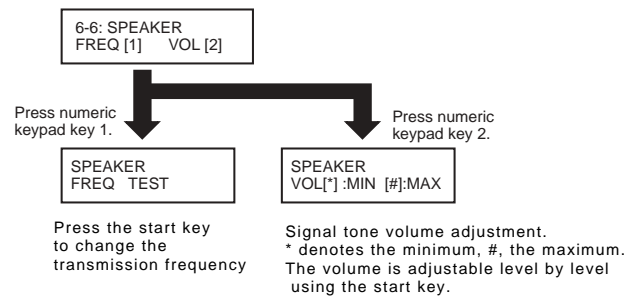 6-6: SPEAKER
FREQ [1] VOL [2]
Press numeric
keypad key 1.
Press numeric
keypad key 2.
SPEAKER
FREQ TEST
SPEAKER
VOL[*] :MIN [#]:MAX
Press the start key
to change the
transmission frequency
Signal tone volume adjustment.
* denotes the minimum, #, the maximum.
The volume is adjustable level by level
using the start key.